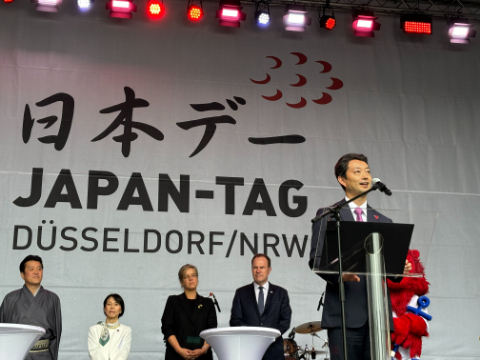 日本デー
JAPAN-TAG
DÜSSELDORF/NRW